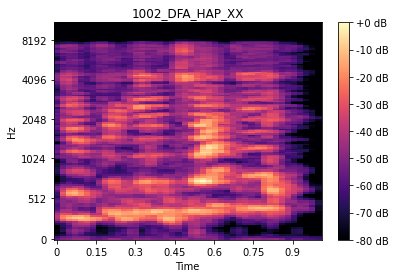 1002_DFA_HAP_XX
8192
4096
2048
1024
512
0
Hz
0
0.15
0.3
0.45
0.6
0.75
0.9
Time
+0 dB
-10 dB
-20 dB
-30 dB
-40 dB
-50 dB
-60 dB
-70 dB
-80 dB